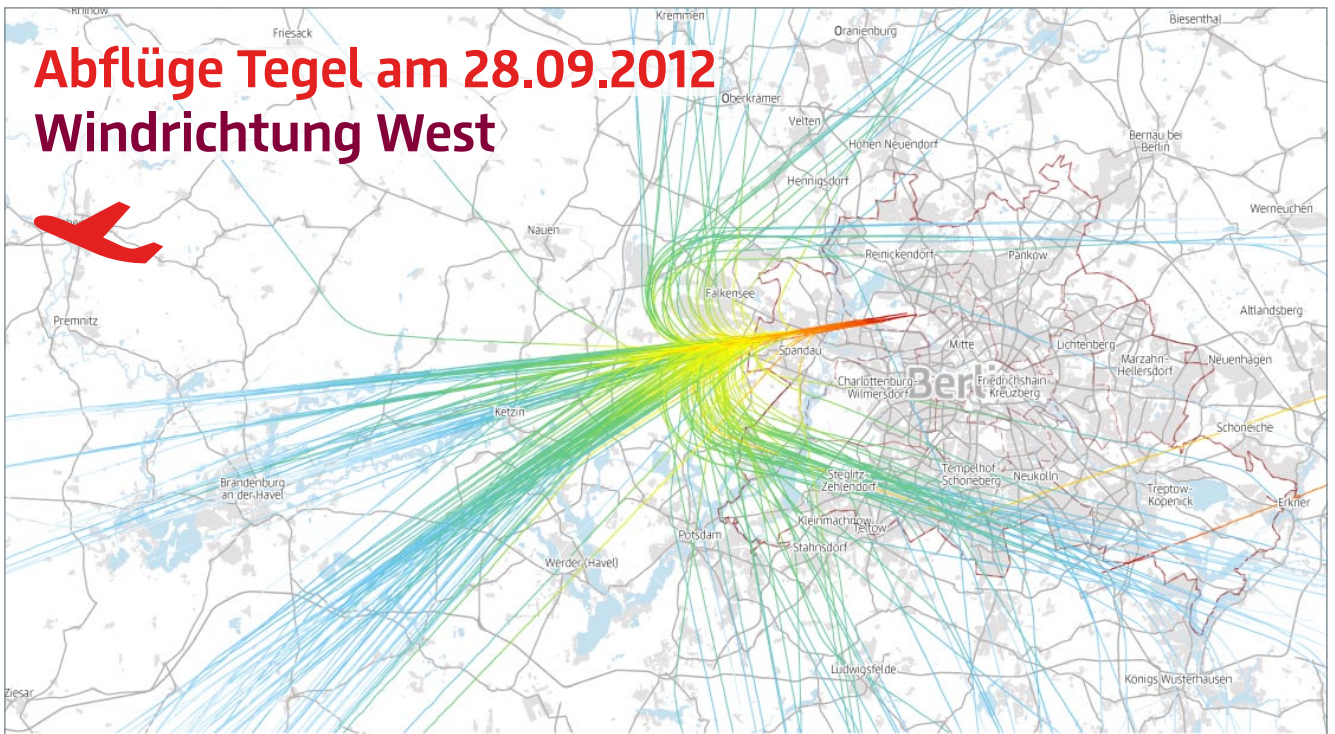 Rhinow
Friesack
Kremmen
Biesenthal
Oranienburg
Abflüge Tegel am 28.09.2012
Windrichtung West
Oberkrämer
Velten
Bernau bei
Berlin
Hohen Neuendorf
Hennigsdorf
Werneuchen
Nauen
Reinickendorf
Pankow
Falkensee
Altlandsberg
Premnitz
Spandau
Mitte
Lichtenberg
Marzahn-
Hellersdorf
Neuenhagen
Charlottenburg
Wilmersdorf
Berlin
Friedrichshain
Kreuzberg
Ketzin
Schöneiche
Brandenburg
an der Havel
Steglitz-
Zehlendorf
Tempelhof
Schöneberg
Neukölln
Treptow-
Köpenick
Erkner
Kleinmachnow
Teltow
Potsdam
Stahnsdorf
Werder (Havel)
Ludwigsfelde
Königs Wusterhausen
Ziesar